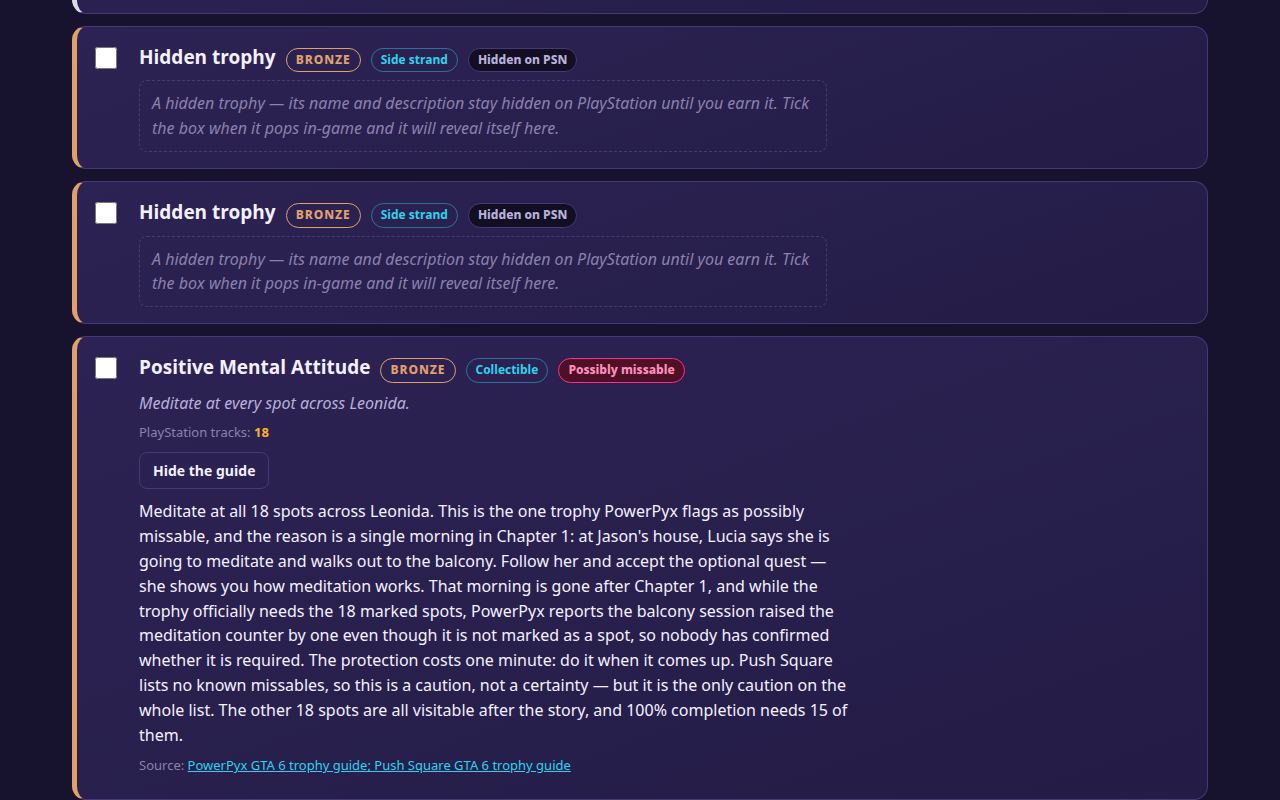 Hidden trophy BRONZE Side strand Hidden on PSN
A hidden trophy — its name and description stay hidden on PlayStation until you earn it. Tick
the box when it pops in-game and it will reveal itself here.
Hidden trophy BRONZE Side strand Hidden on PSN
A hidden trophy — its name and description stay hidden on PlayStation until you earn it. Tick
the box when it pops in-game and it will reveal itself here.
Positive Mental Attitude BRONZE Collectible Possibly missable
Meditate at every spot across Leonida.
PlayStation tracks: 18
Hide the guide
Meditate at all 18 spots across Leonida. This is the one trophy PowerPyx flags as possibly
missable, and the reason is a single morning in Chapter 1: at Jason's house, Lucia says she is
going to meditate and walks out to the balcony. Follow her and accept the optional quest —
she shows you how meditation works. That morning is gone after Chapter 1, and while the
trophy officially needs the 18 marked spots, PowerPyx reports the balcony session raised the
meditation counter by one even though it is not marked as a spot, so nobody has confirmed
whether it is required. The protection costs one minute: do it when it comes up. Push Square
lists no known missables, so this is a caution, not a certainty — but it is the only caution on the
whole list. The other 18 spots are all visitable after the story, and 100% completion needs 15 of
them.
Source: PowerPyx GTA 6 trophy guide; Push Square GTA 6 trophy guide